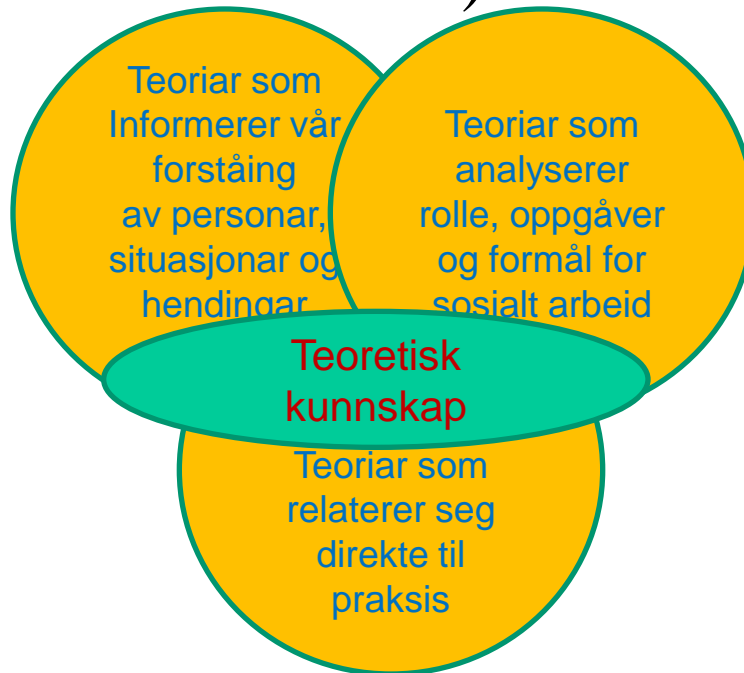 Teoriar som
Informerer vår
forståing
av personar,
situasjonar og
hendingar
Teoriar som
analyserer
rolle, oppgåver
og formål for
sosialt arbeid
Teoretisk
kunnskap
Teoriar som
relaterer seg
direkte til
praksis